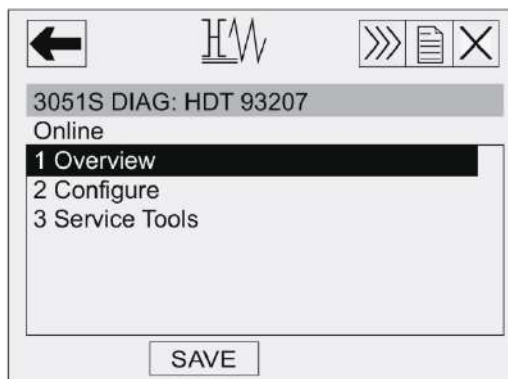 3051S DIAG: HDT 93207
Online
1 Overview
2 Configure
3 Service Tools
SAVE